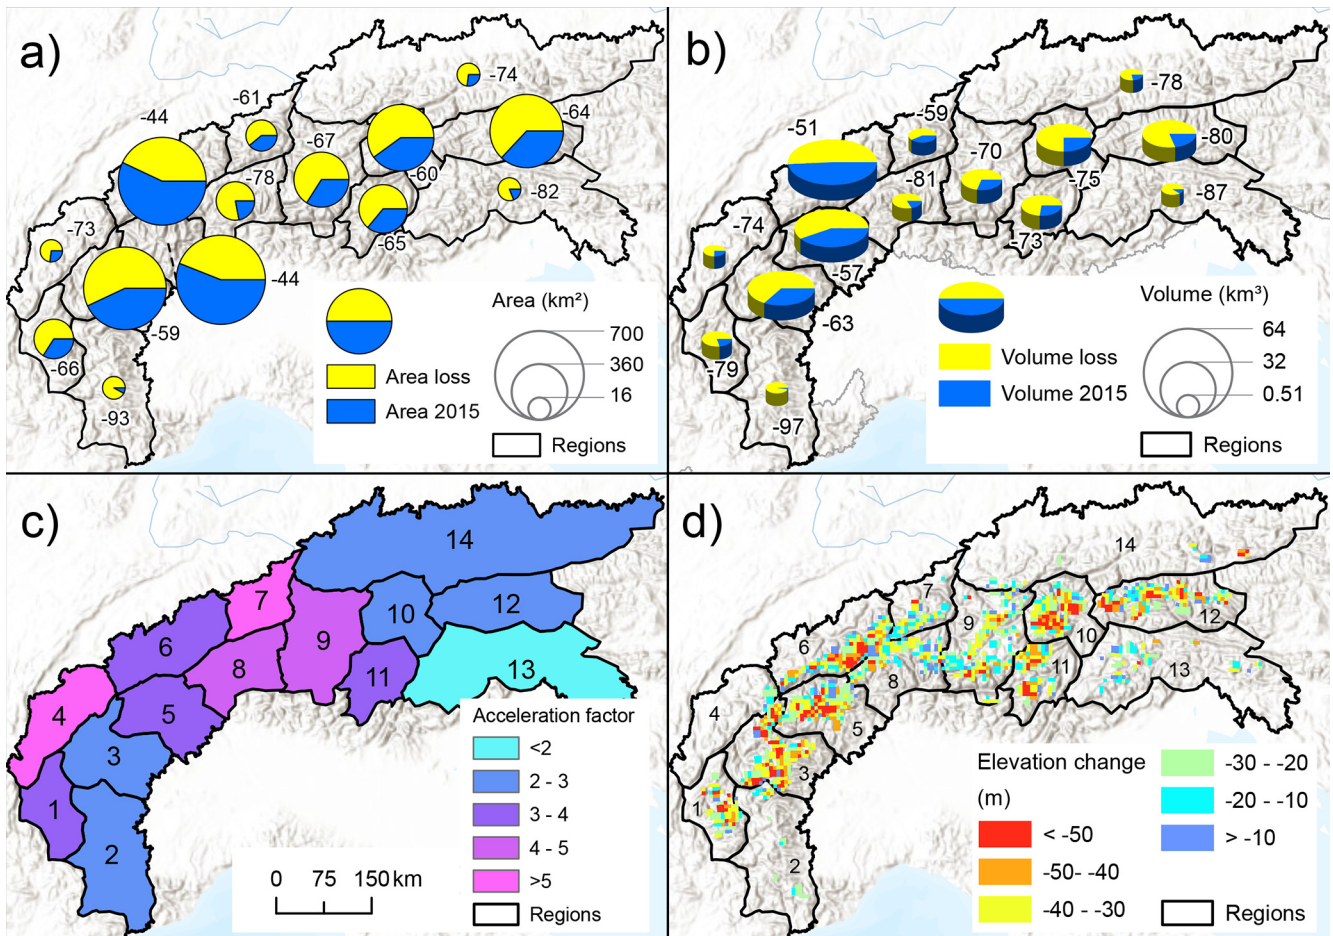 a)
-74
-61
-44
-64
-67
-60
-78
-82
-65
-73
-44
-59
-66
-93
Area (km²)
700
360
16
Area loss
Area 2015
Regions
b)
-78
-59
-51
-80
-70
-75
-81
-87
-74
-73
-57
-63
-79
-97
Volume (km³)
64
32
0.51
Volume loss
Volume 2015
Regions
c)
14
7
10
12
6
9
8
11
13
4
5
3
1
2
Acceleration factor
<2
2 - 3
3 - 4
4 - 5
>5
Regions
0 75 150 km
d)
14
7
9
12
6
10
11
13
8
4
5
3
1
2
Elevation change
(m)
< -50
-50- -40
-40 - -30
-30 - -20
-20 - -10
> -10
Regions